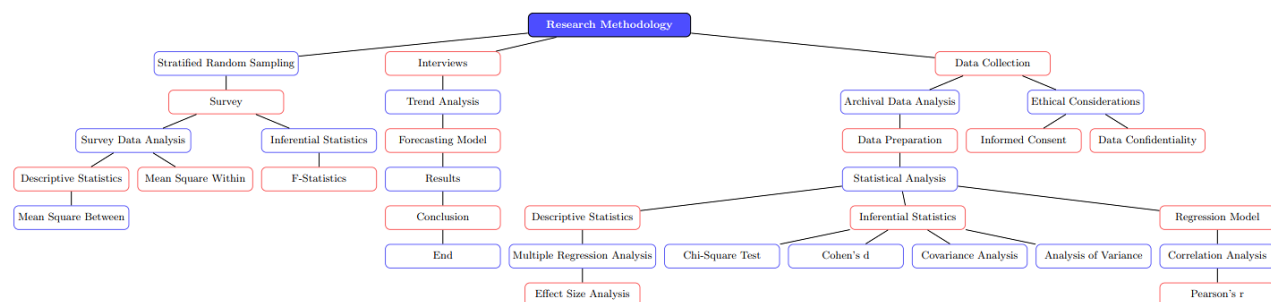 Research Methodology
Stratified Random Sampling
Interviews
Data Collection
Survey
Trend Analysis
Archival Data Analysis
Ethical Considerations
Survey Data Analysis
Inferential Statistics
Forecasting Model
Data Preparation
Informed Consent
Data Confidentiality
Descriptive Statistics
Mean Square Within
F-Statistics
Results
Statistical Analysis
Mean Square Between
Conclusion
Descriptive Statistics
Inferential Statistics
Regression Model
End
Multiple Regression Analysis
Chi-Square Test
Cohen's d
Covariance Analysis
Analysis of Variance
Correlation Analysis
Effect Size Analysis
Pearson's r